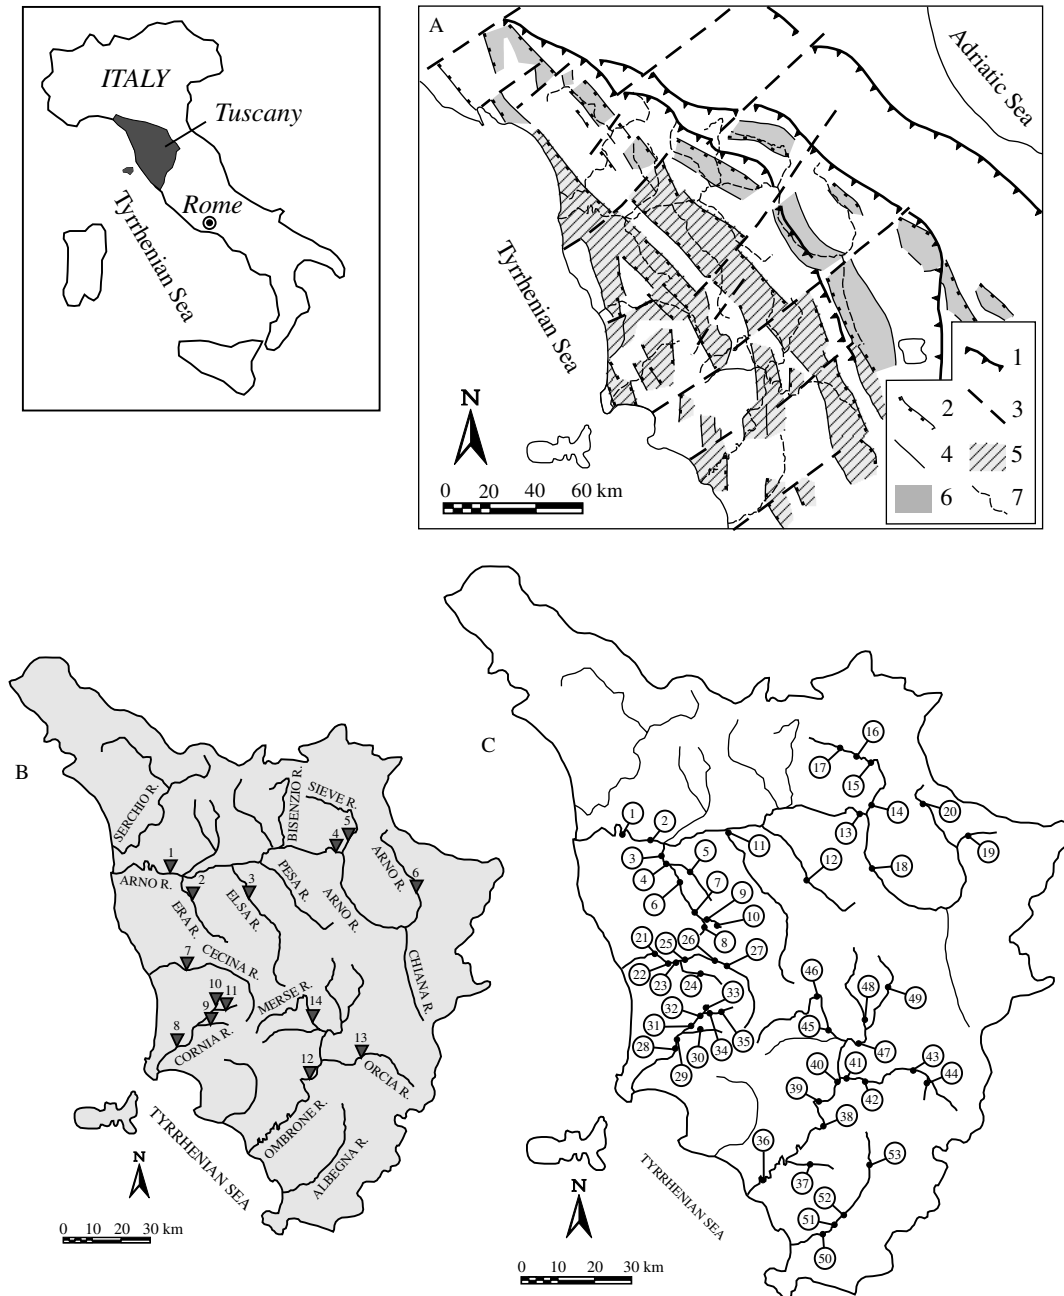 ITALY
Tuscany
Rome
Tyrrhenian Sea
A
Adriatic Sea
Tyrrhenian Sea
N
0 20 40 60 km
1
2 3
4 5
6 7
B
SERCHIO R.
BISENZIO R.
SIEVE R.
ARNO R.
ERA R.
ELSA R.
PESA R.
ARNO R.
ARNO R.
CECINA R.
CHIANA R.
MERSE R.
CORNIA R.
ORCIA R.
OMBRONE R.
ALBEGNA R.
1
2
3
4
5
6
7
8
9
10
11
12
13
14
TYRRHENIAN SEA
N
0 10 20 30 km
C
1
2
3
4
5
6
7
8
9
10
11
12
13
14
15
16
17
18
19
20
21
22
23
24
25
26
27
28
29
30
31
32
33
34
35
36
37
38
39
40
41
42
43
44
45
46
47
48
49
50
51
52
53
TYRRHENIAN SEA
N
0 10 20 30 km